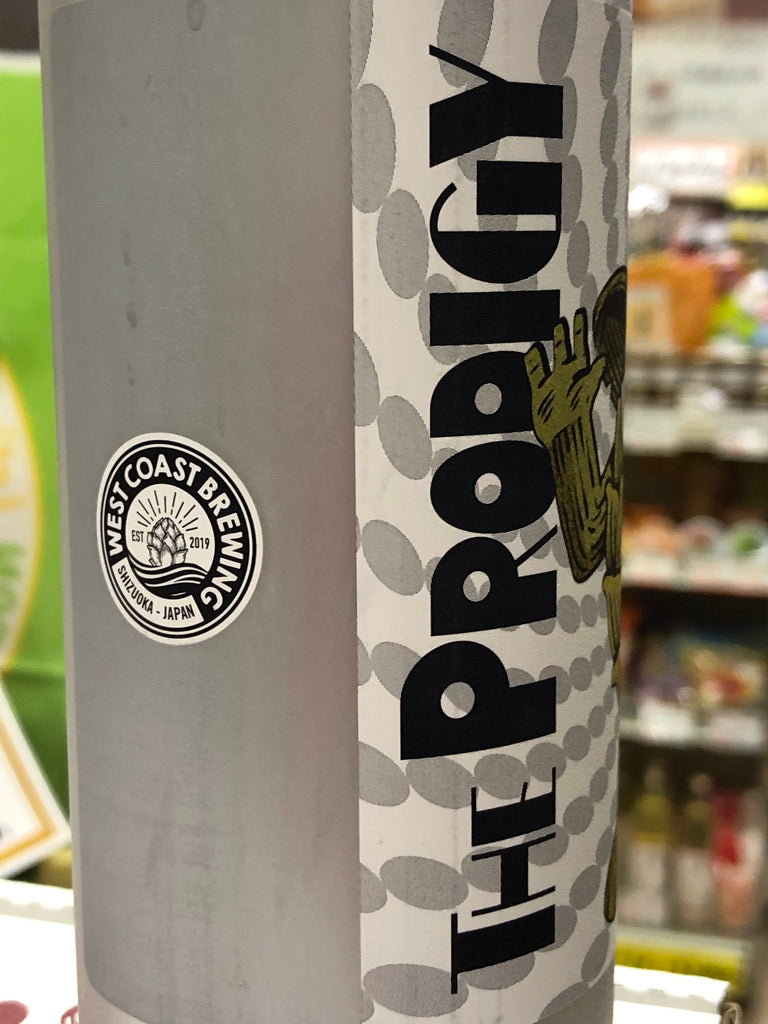 THE PRODIGY
WEST COAST BREWING
EST 2019
SHIZUOKA - JAPAN